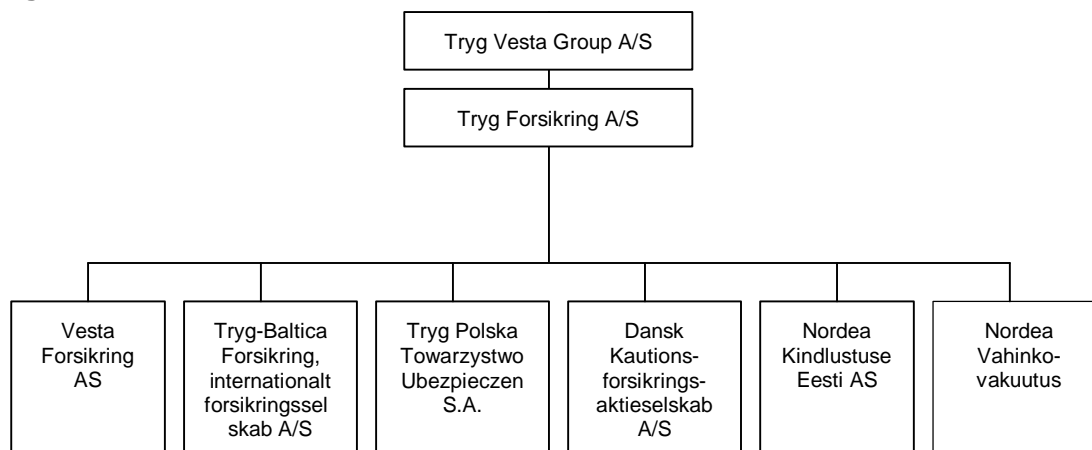 Tryg Vesta Group A/S
Tryg Forsikring A/S
Vesta
Forsikring
AS
Tryg-Baltica
Forsikring,
internationalt
forsikringssel
skab A/S
Tryg Polska
Towarzystwo
Ubezpieczen
S.A.
Dansk
Kautions-
forsikrings-
aktieselskab
A/S
Nordea
Kindlustuse
Eesti AS
Nordea
Vahinko-
vakuutus